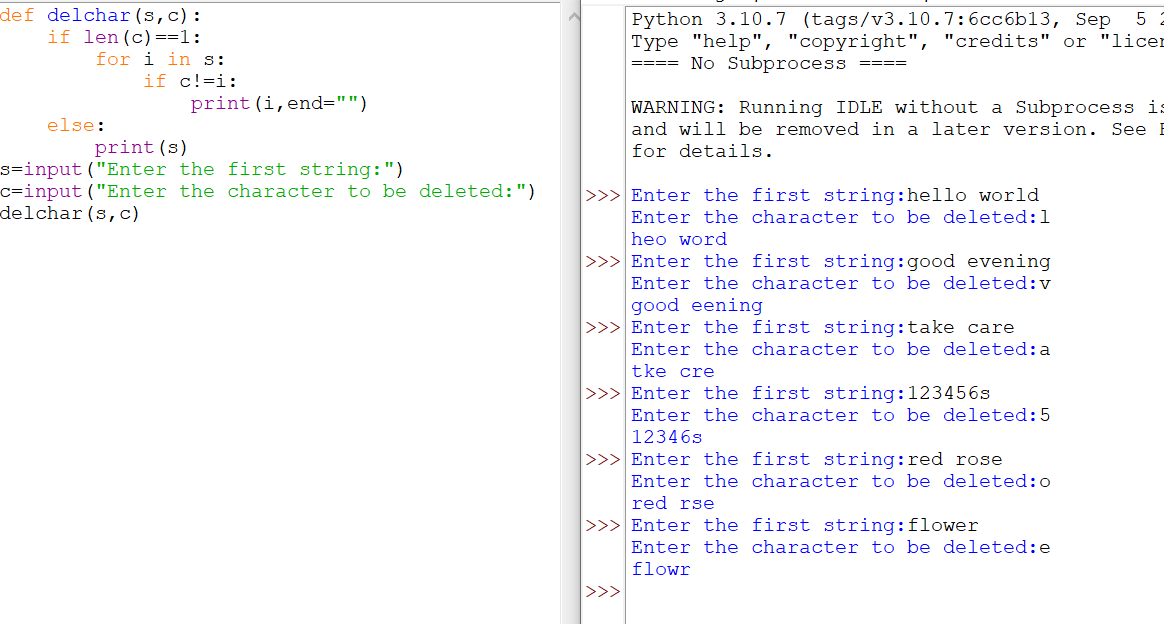 def delchar(s,c):
    if len(c)==1:
        for i in s:
            if c!=i:
                print(i,end="")
    else:
        print(s)
s=input("Enter the first string:")
c=input("Enter the character to be deleted:")
delchar(s,c)
Python 3.10.7 (tags/v3.10.7:6cc6b13, Sep  5
Type "help", "copyright", "credits" or
==== No Subprocess ====

WARNING: Running IDLE without a Subprocess
and will be removed in a later version. See
for details.

>>> Enter the first string:hello world
Enter the character to be deleted:l
heo word
>>> Enter the first string:good evening
Enter the character to be deleted:v
good eening
>>> Enter the first string:take care
Enter the character to be deleted:a
tke cre
>>> Enter the first string:123456s
Enter the character to be deleted:5
12346s
>>> Enter the first string:red rose
Enter the character to be deleted:o
red rse
>>> Enter the first string:flower
Enter the character to be deleted:e
flowr
>>>